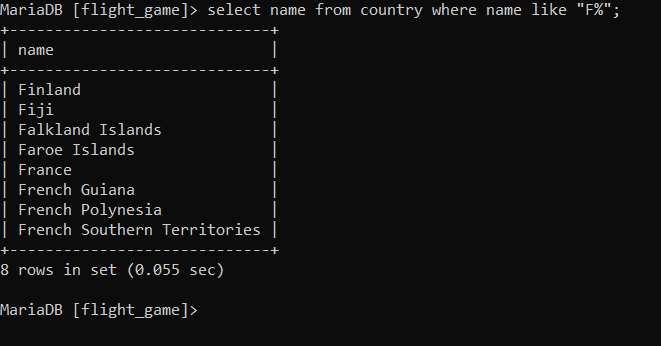 MariaDB [flight_game]> select name from country where name like "F%";
+-----------------------------+
| name                        |
+-----------------------------+
| Finland                     |
| Fiji                        |
| Falkland Islands            |
| Faroe Islands               |
| France                      |
| French Guiana               |
| French Polynesia            |
| French Southern Territories |
+-----------------------------+
8 rows in set (0.055 sec)
MariaDB [flight_game]>